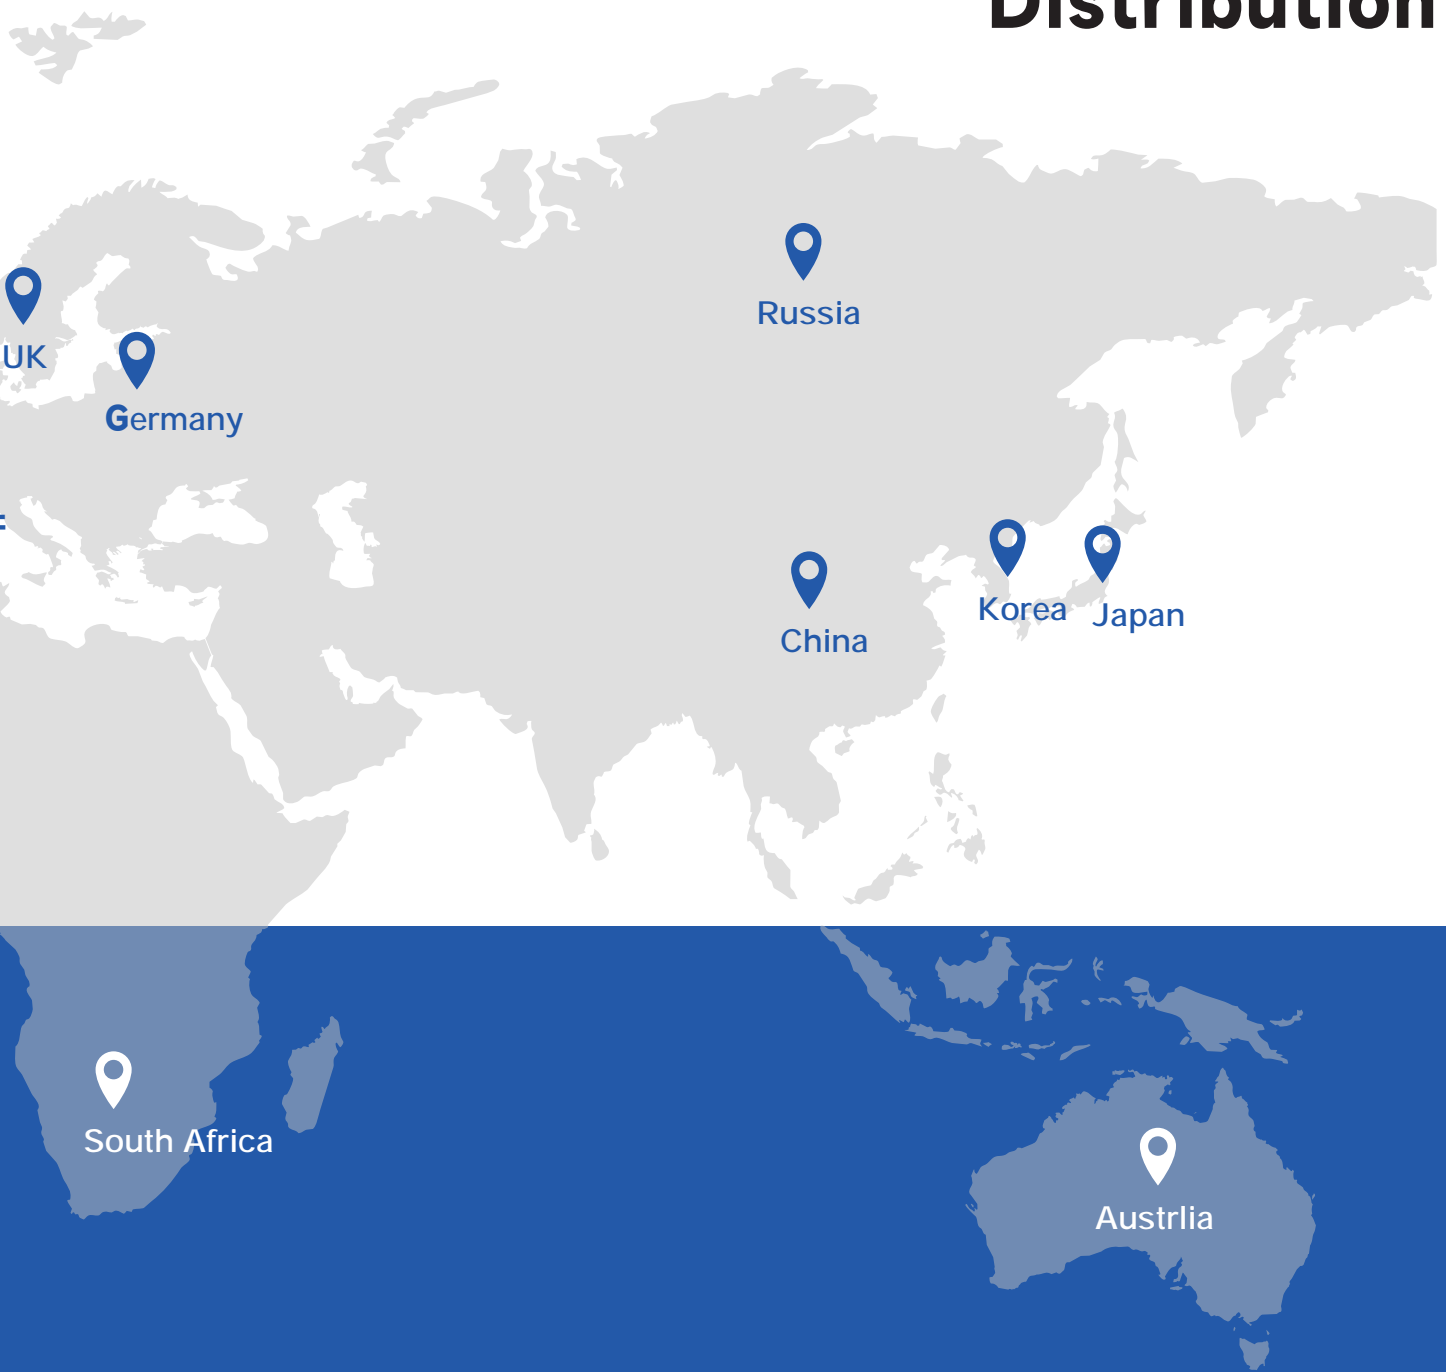 Distribution
Russia
UK
Germany
Korea
Japan
China
South Africa
Austrlia